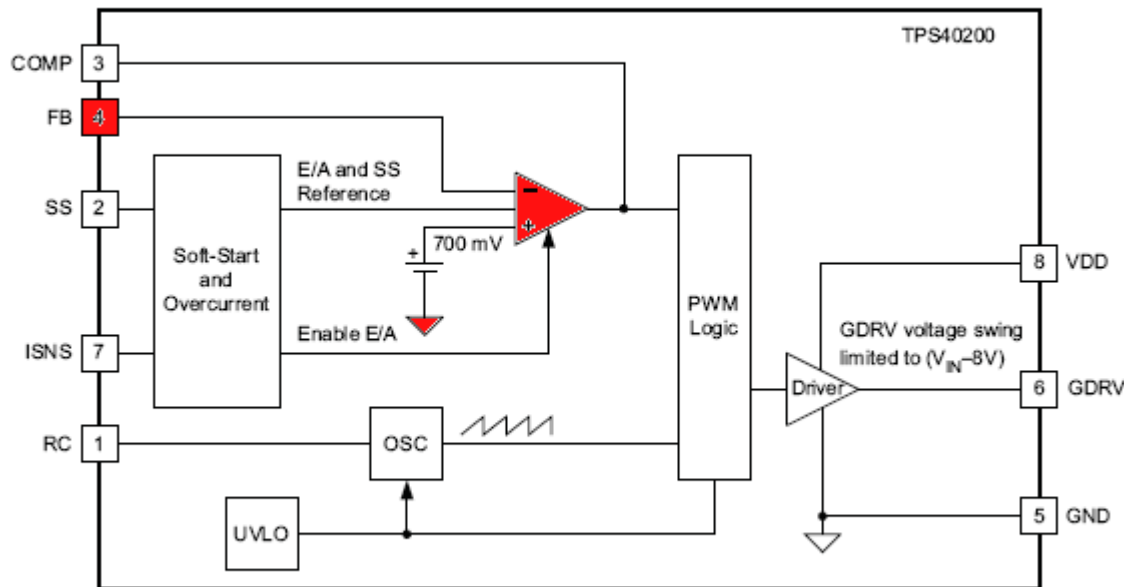 TPS40200
COMP 3
FB 4
E/A and SS
Reference
SS 2
700 mV
Soft-Start
and
Overcurrent
PWM
Logic
8 VDD
Enable E/A
ISNS 7
GDRV voltage swing
limited to (VIN–8V)
Driver
6 GDRV
RC 1
OSC
UVLO
5 GND